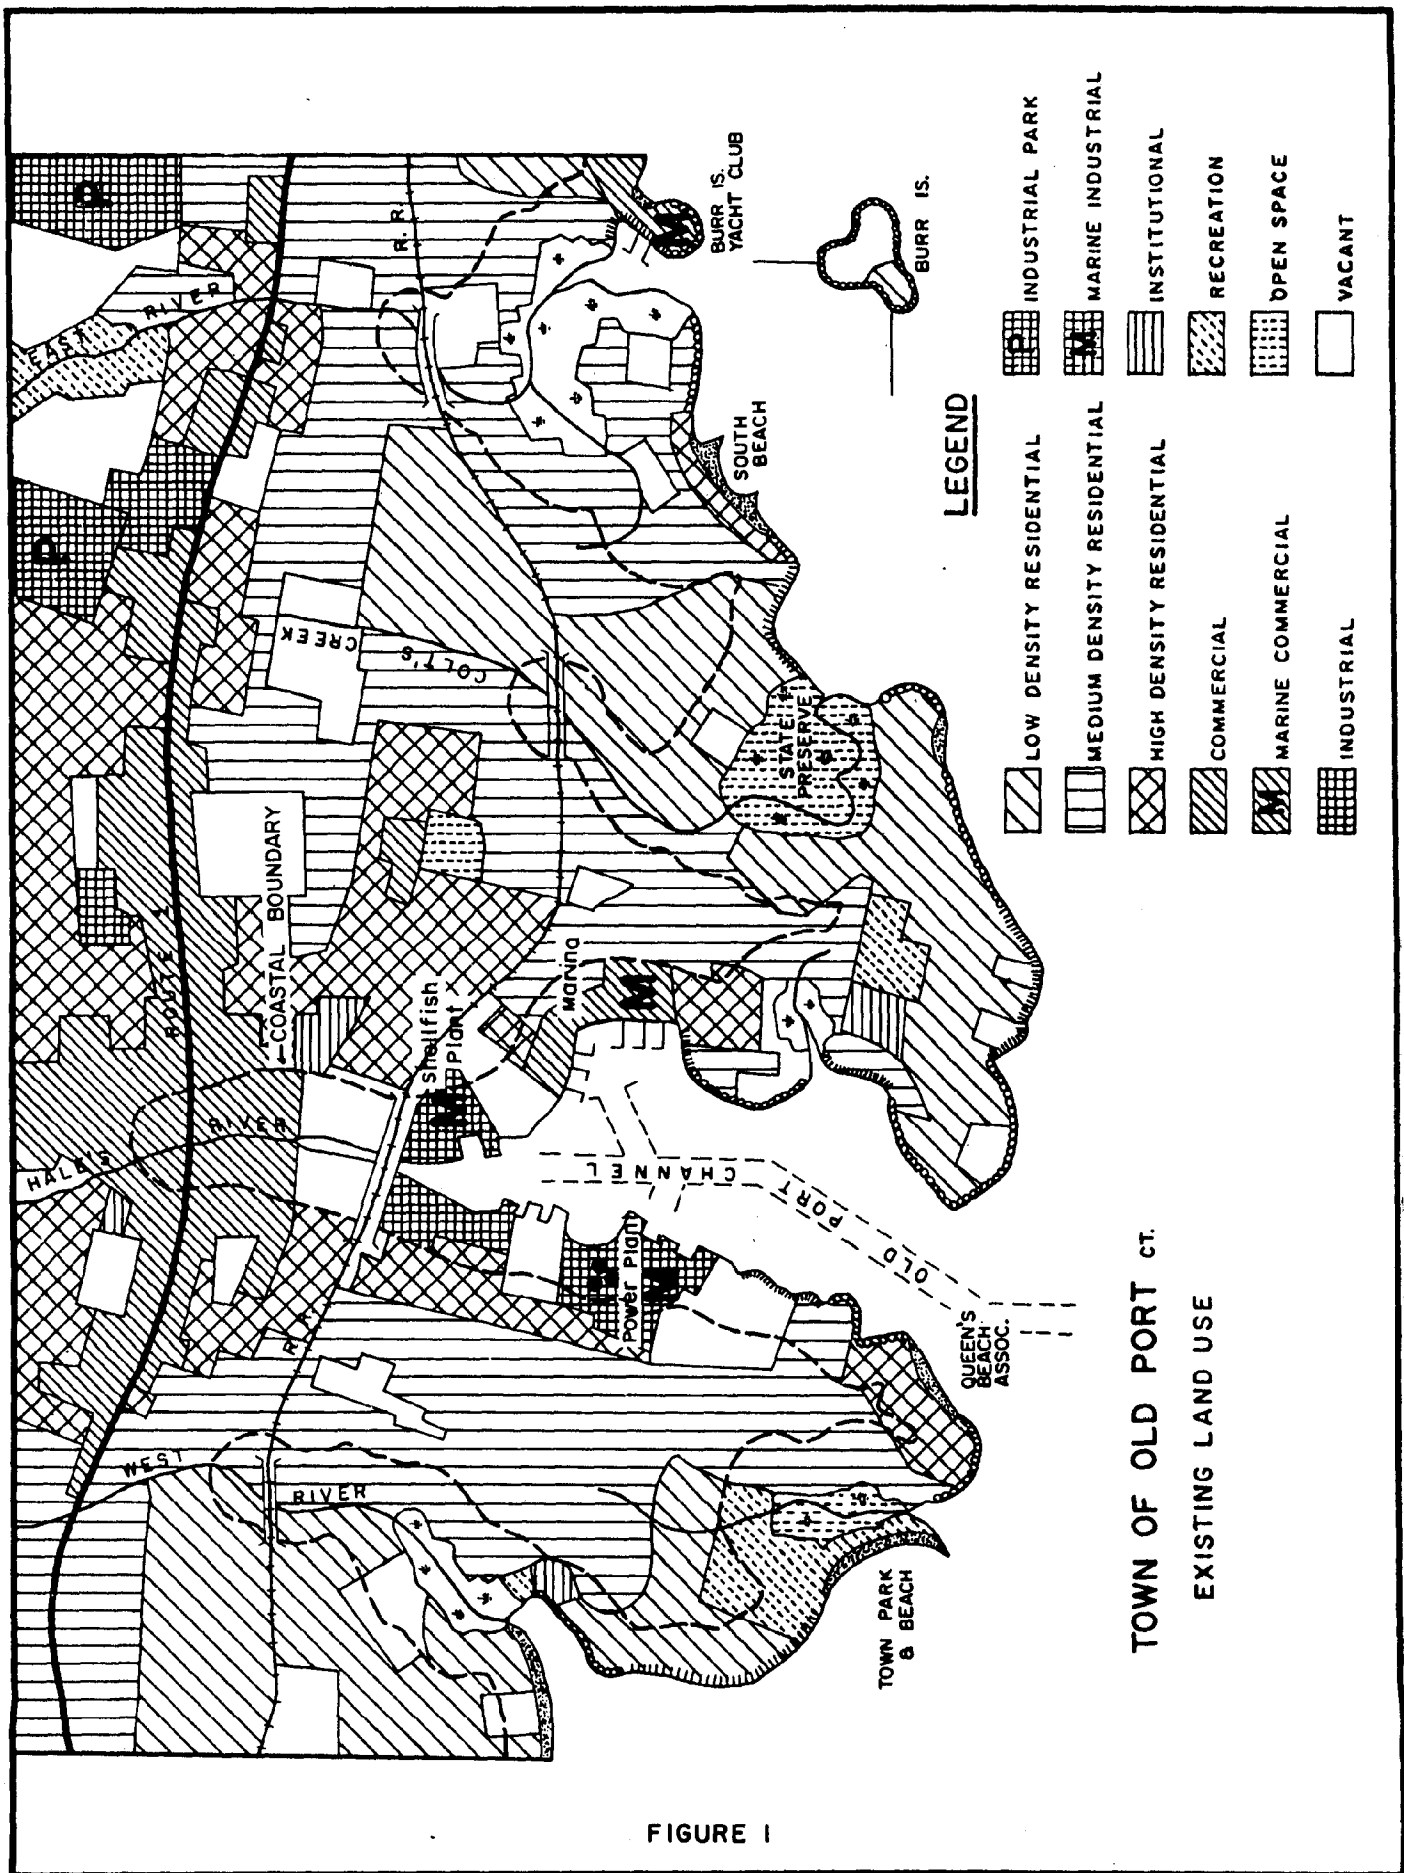 EAST
RIVER
P.
P.
R. R.
BURR IS.
YACHT CLUB
M
BURR IS.
SOUTH
BEACH
COLT'S
CREEK
STATE
PRESERVE
ROUTE 2
←COASTAL BOUNDARY
HALE'S
RIVER
Shellfish
Plant
M
Marina
M
CHANNEL
PORT
OLD
Power Plant
M
M
R. R.
QUEEN'S
BEACH
ASSOC.
WEST
RIVER
TOWN PARK
& BEACH
LEGEND
LOW DENSITY RESIDENTIAL
MEDIUM DENSITY RESIDENTIAL
HIGH DENSITY RESIDENTIAL
COMMERCIAL
M
MARINE COMMERCIAL
INDUSTRIAL
P
INDUSTRIAL PARK
M
MARINE INDUSTRIAL
INSTITUTIONAL
RECREATION
OPEN SPACE
VACANT
TOWN OF OLD PORT CT.
EXISTING LAND USE
FIGURE 1